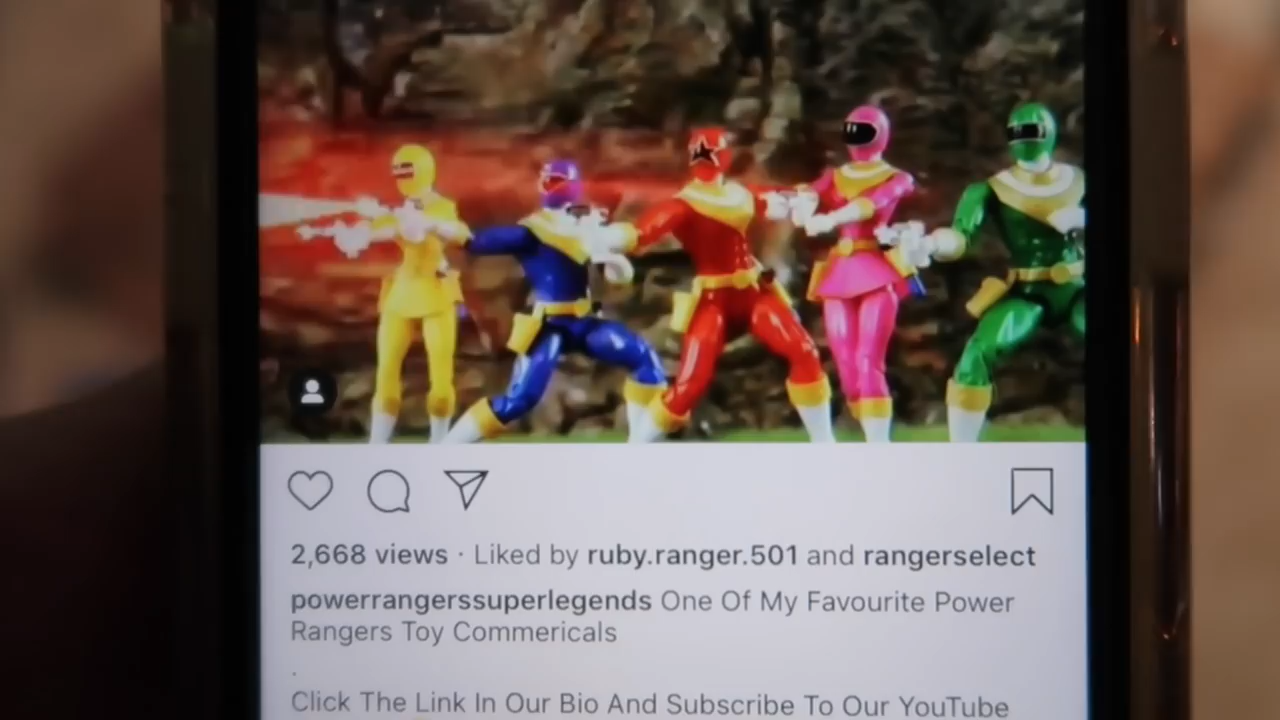 2,668 views · Liked by ruby.ranger.501 and rangerselect
powerrangerssuperlegends One Of My Favourite Power
Rangers Toy Commericals
.
Click The Link In Our Bio And Subscribe To Our YouTube